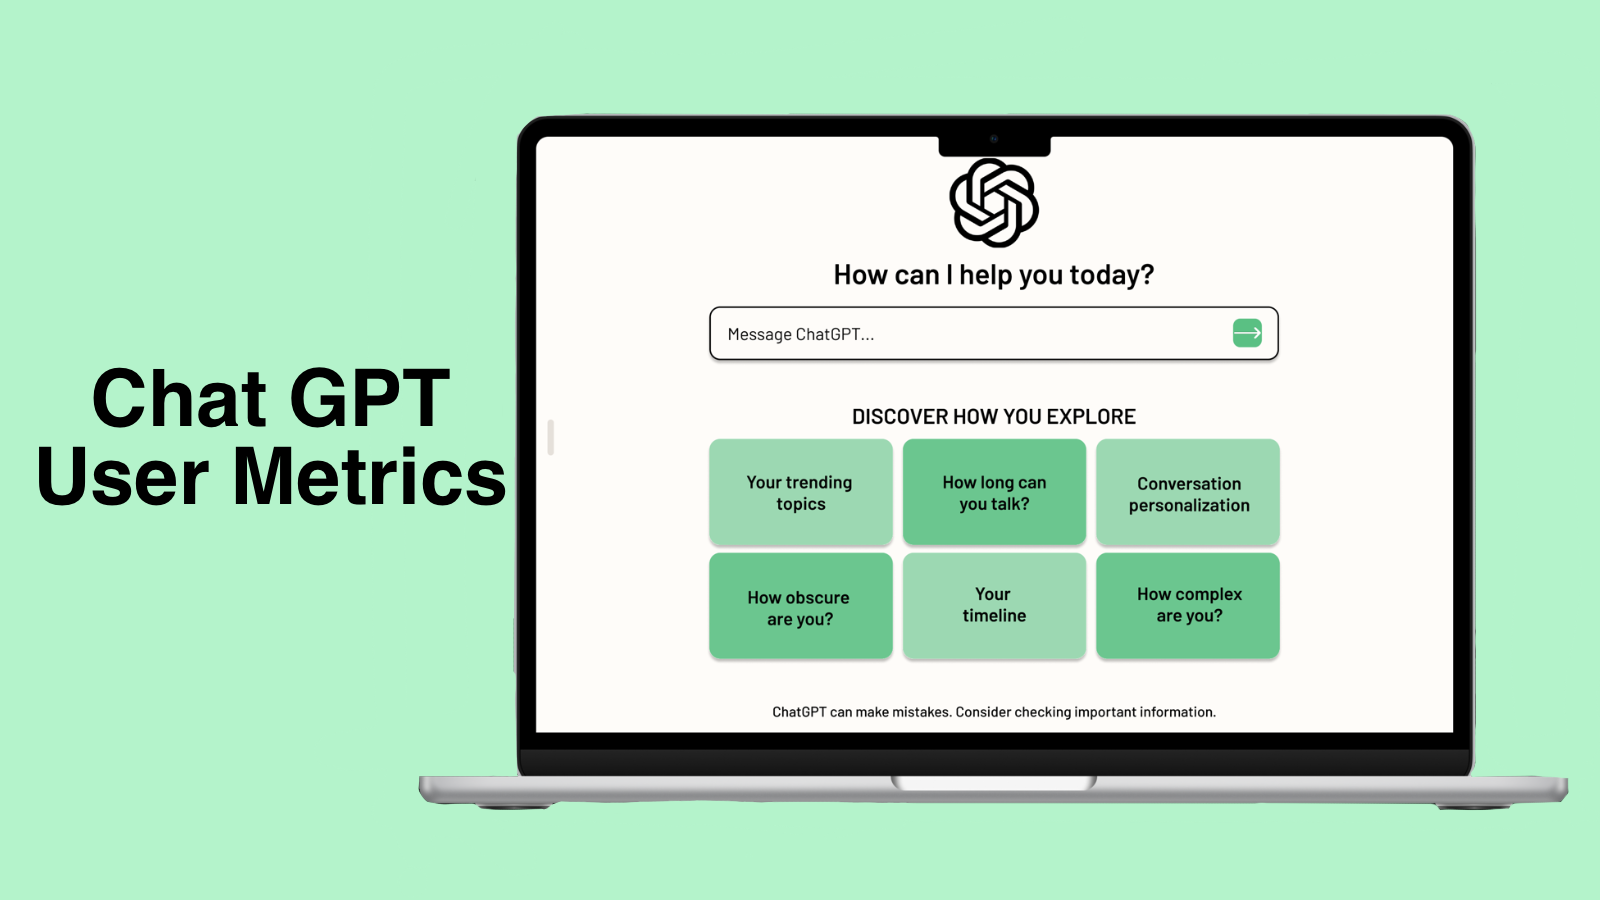 Chat GPT
User Metrics
How can I help you today?
Message ChatGPT...
DISCOVER HOW YOU EXPLORE
Your trending
topics
How long can
you talk?
Conversation
personalization
How obscure
are you?
Your
timeline
How complex
are you?
ChatGPT can make mistakes. Consider checking important information.